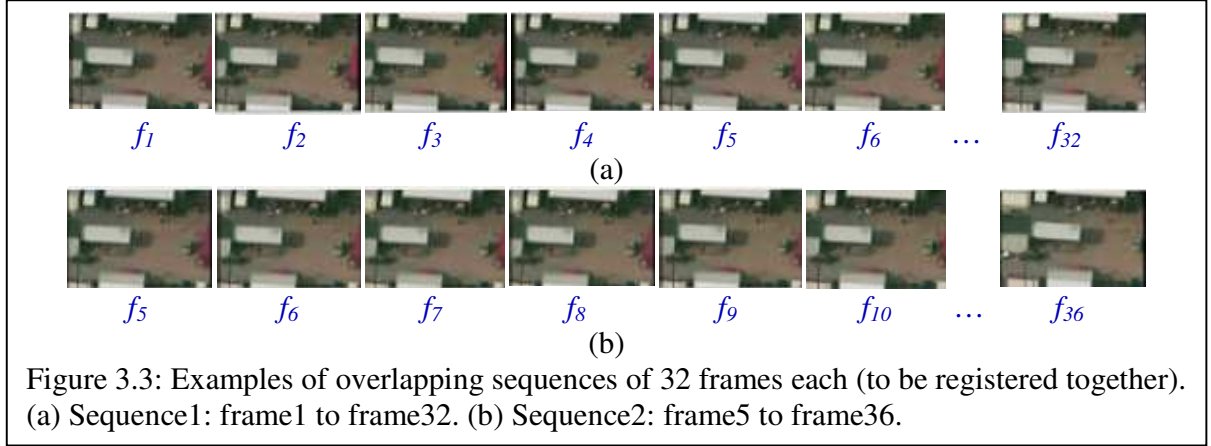 f1 f2 f3 f4 f5 f6 ... f32
(a)
f5 f6 f7 f8 f9 f10 ... f36
(b)
Figure 3.3: Examples of overlapping sequences of 32 frames each (to be registered together).
(a) Sequence1: frame1 to frame32. (b) Sequence2: frame5 to frame36.